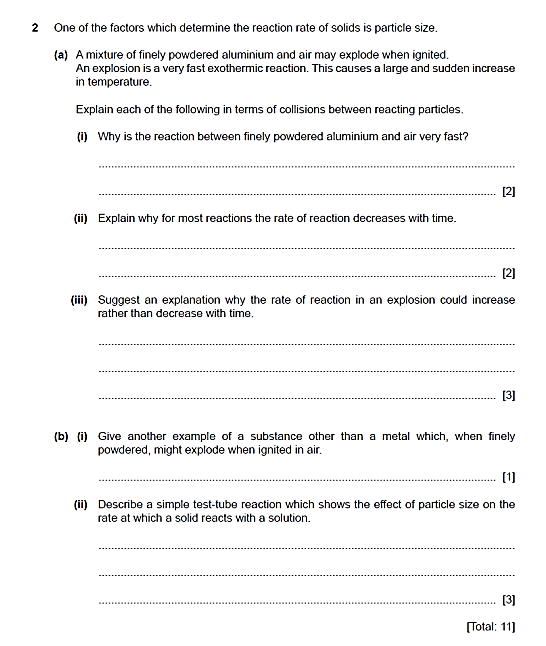 2 One of the factors which determine the reaction rate of solids is particle size.
(a) A mixture of finely powdered aluminium and air may explode when ignited.
An explosion is a very fast exothermic reaction. This causes a large and sudden increase
in temperature.
Explain each of the following in terms of collisions between reacting particles.
(i) Why is the reaction between finely powdered aluminium and air very fast?
[2]
(ii) Explain why for most reactions the rate of reaction decreases with time.
[2]
(iii) Suggest an explanation why the rate of reaction in an explosion could increase
rather than decrease with time.
[3]
(b) (i) Give another example of a substance other than a metal which, when finely
powdered, might explode when ignited in air.
[1]
(ii) Describe a simple test-tube reaction which shows the effect of particle size on the
rate at which a solid reacts with a solution.
[3]
[Total: 11]